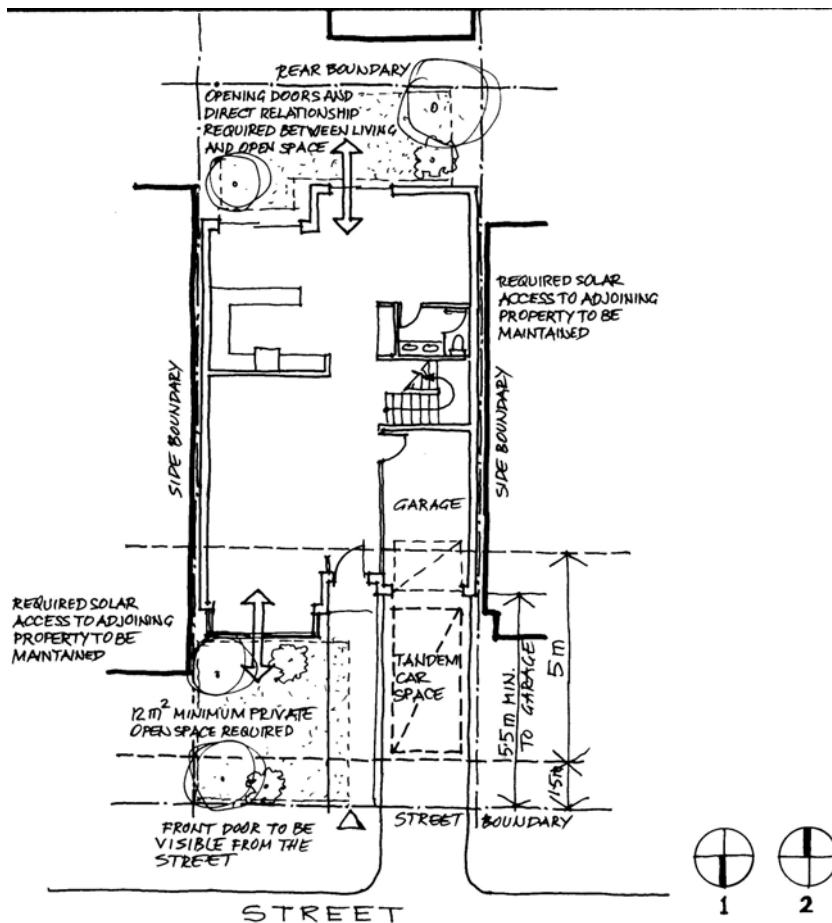 REAR BOUNDARY
OPENING DOORS AND
DIRECT RELATIONSHIP
REQUIRED BETWEEN LIVING
AND OPEN SPACE
REQUIRED SOLAR
ACCESS TO ADJOINING
PROPERTY TO BE
MAINTAINED
SIDE BOUNDARY
SIDE BOUNDARY
GARAGE
REQUIRED SOLAR
ACCESS TO ADJOINING
PROPERTY TO BE
MAINTAINED
TANDEM
CAR
SPACE
5.5M MIN.
TO GARAGE
5M
1.5M
12M² MINIMUM PRIVATE
OPEN SPACE REQUIRED
STREET BOUNDARY
FRONT DOOR TO BE
VISIBLE FROM THE
STREET
STREET
1
2